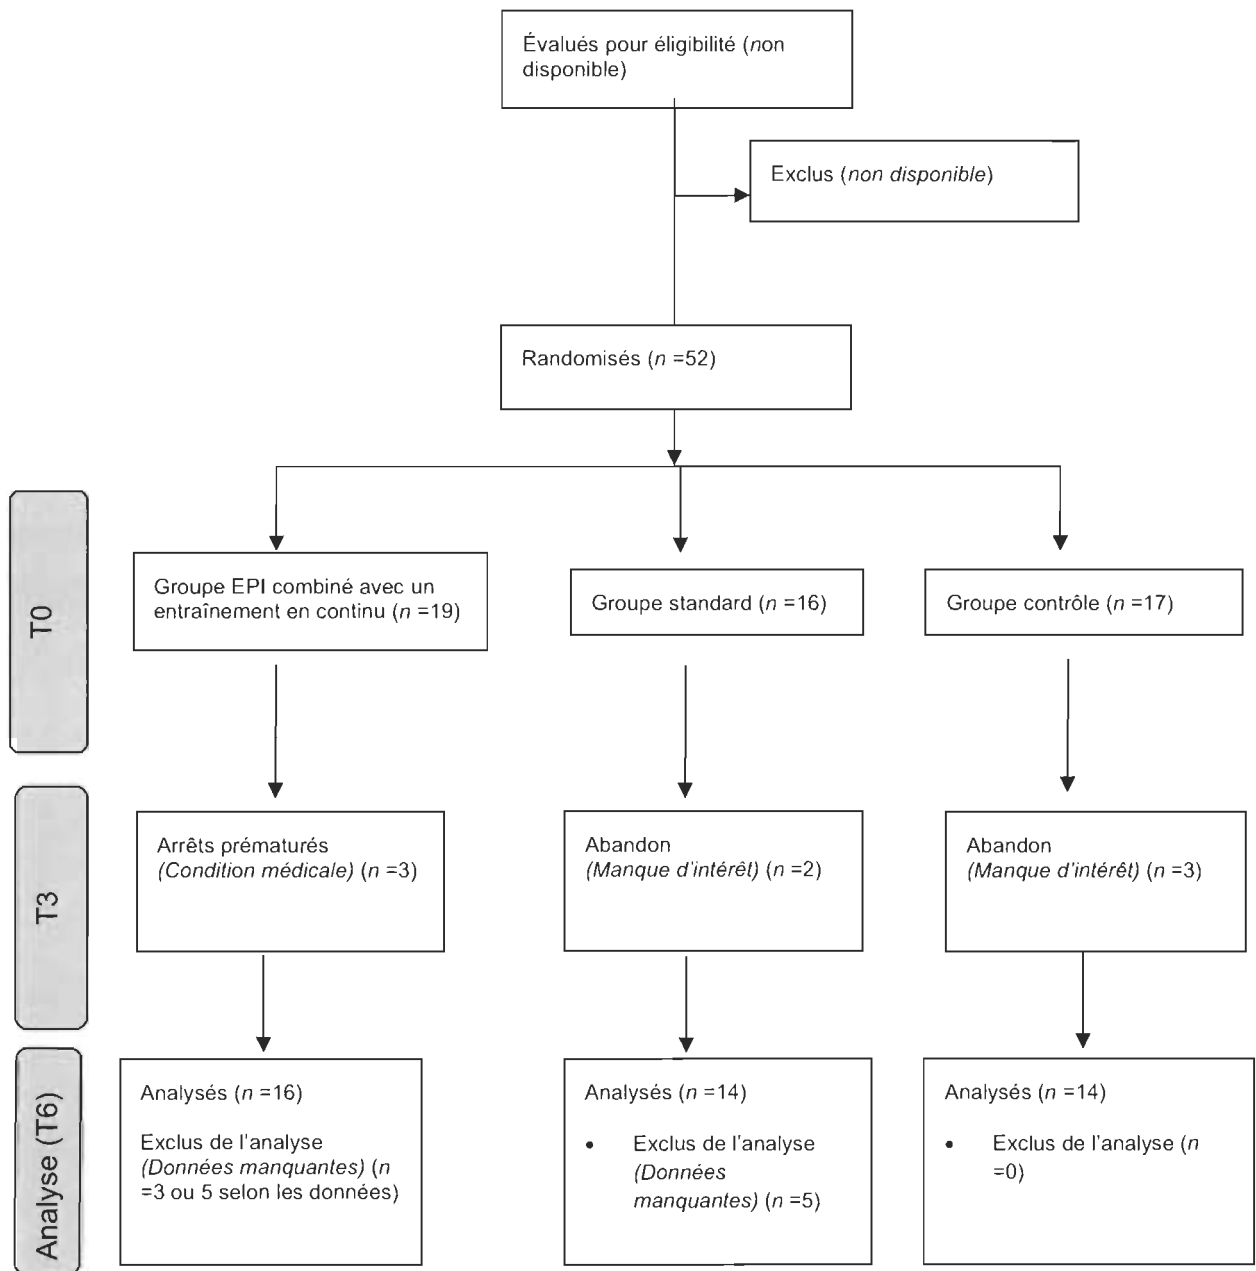 Évalués pour éligibilité (non
disponible)
Exclus (non disponible)
Randomisés (n =52)
T0
Groupe EPI combiné avec un
entraînement en continu (n =19)
Groupe standard (n =16)
Groupe contrôle (n =17)
T3
Arrêts prématurés
(Condition médicale) (n =3)
Abandon
(Manque d'intérêt) (n =2)
Abandon
(Manque d'intérêt) (n =3)
Analyse (T6)
Analysés (n =16)
Exclus de l'analyse
(Données manquantes) (n
=3 ou 5 selon les données)
Analysés (n =14)
• Exclus de l'analyse
(Données
manquantes) (n =5)
Analysés (n =14)
• Exclus de l'analyse (n
=0)